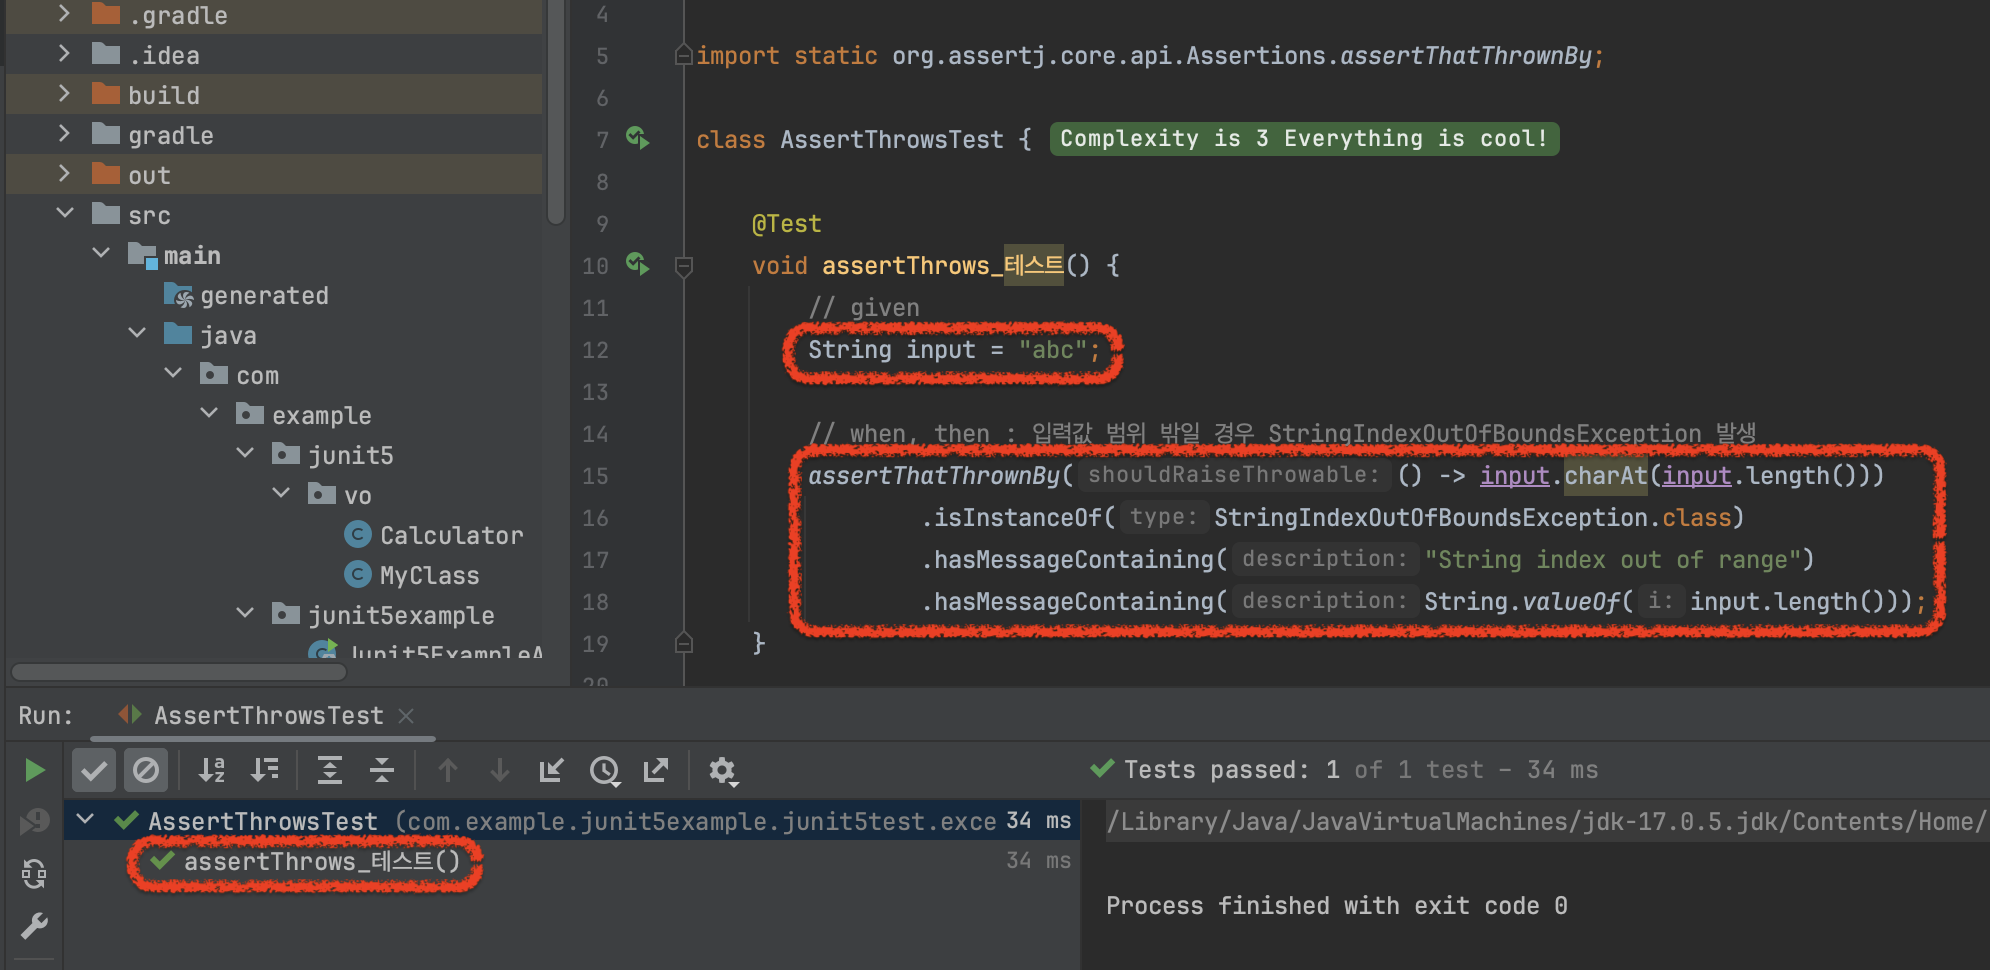 .gradle
.idea
build
gradle
out
src
main
generated
java
com
example
junit5
vo
Calculator
MyClass
junit5example
Junit5ExampleA
4
5 import static org.assertj.core.api.Assertions.assertThatThrownBy;
6
7 class AssertThrowsTest { Complexity is 3 Everything is cool!
8
9 @Test
10 void assertThrows_테스트() {
11 // given
12 String input = "abc";
13
14 // when, then : 입력값 범위 밖일 경우 StringIndexOutOfBoundsException 발생
15 assertThatThrownBy( shouldRaiseThrowable: () -> input.charAt(input.length()))
16 .isInstanceOf( type: StringIndexOutOfBoundsException.class)
17 .hasMessageContaining( description: "String index out of range")
18 .hasMessageContaining( description: String.valueOf( i: input.length()));
19 }
20
Run: AssertThrowsTest
Tests passed: 1 of 1 test – 34 ms
AssertThrowsTest (com.example.junit5example.junit5test.exce 34 ms
assertThrows_테스트() 34 ms
/Library/Java/JavaVirtualMachines/jdk-17.0.5.jdk/Contents/Home/
Process finished with exit code 0